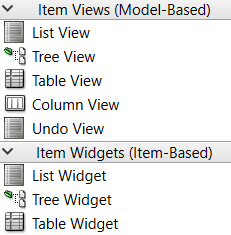 Item Views (Model-Based)
List View
Tree View
Table View
Column View
Undo View
Item Widgets (Item-Based)
List Widget
Tree Widget
Table Widget